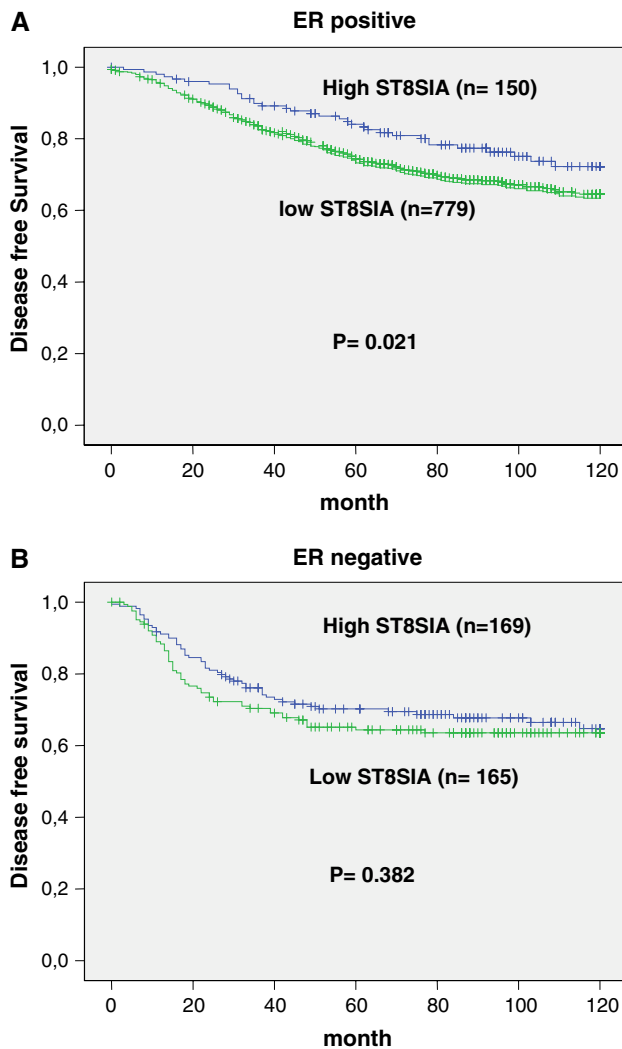 A
ER positive
Disease free Survival
1,0
0,8
0,6
0,4
0,2
0,0
High ST8SIA (n= 150)
low ST8SIA (n=779)
P= 0.021
0 20 40 60 80 100 120
month
B
ER negative
Disease free survival
1,0
0,8
0,6
0,4
0,2
0,0
High ST8SIA (n=169)
Low ST8SIA (n= 165)
P= 0.382
0 20 40 60 80 100 120
month